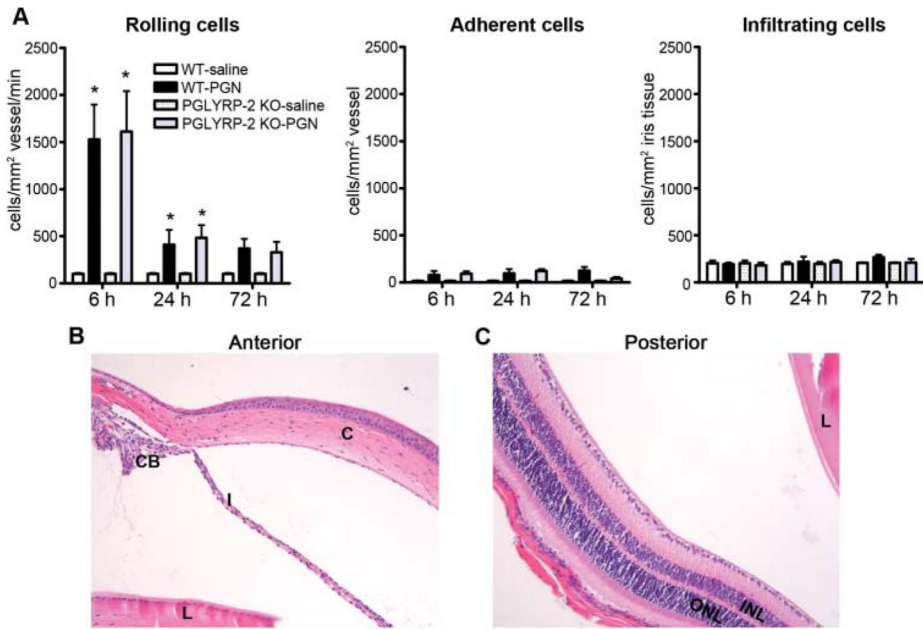 A
Rolling cells
Adherent cells
Infiltrating cells
cells/mm² vessel/min
2500
2000
1500
1000
500
0
* * * *
WT-saline
WT-PGN
PGLYRP-2 KO-saline
PGLYRP-2 KO-PGN
6 h 24 h 72 h
cells/mm² vessel
2500
2000
1500
1000
500
0
6 h 24 h 72 h
cells/mm² iris tissue
2500
2000
1500
1000
500
0
6 h 24 h 72 h
B
Anterior
C
CB
I
L
C
Posterior
L
ONL
INL